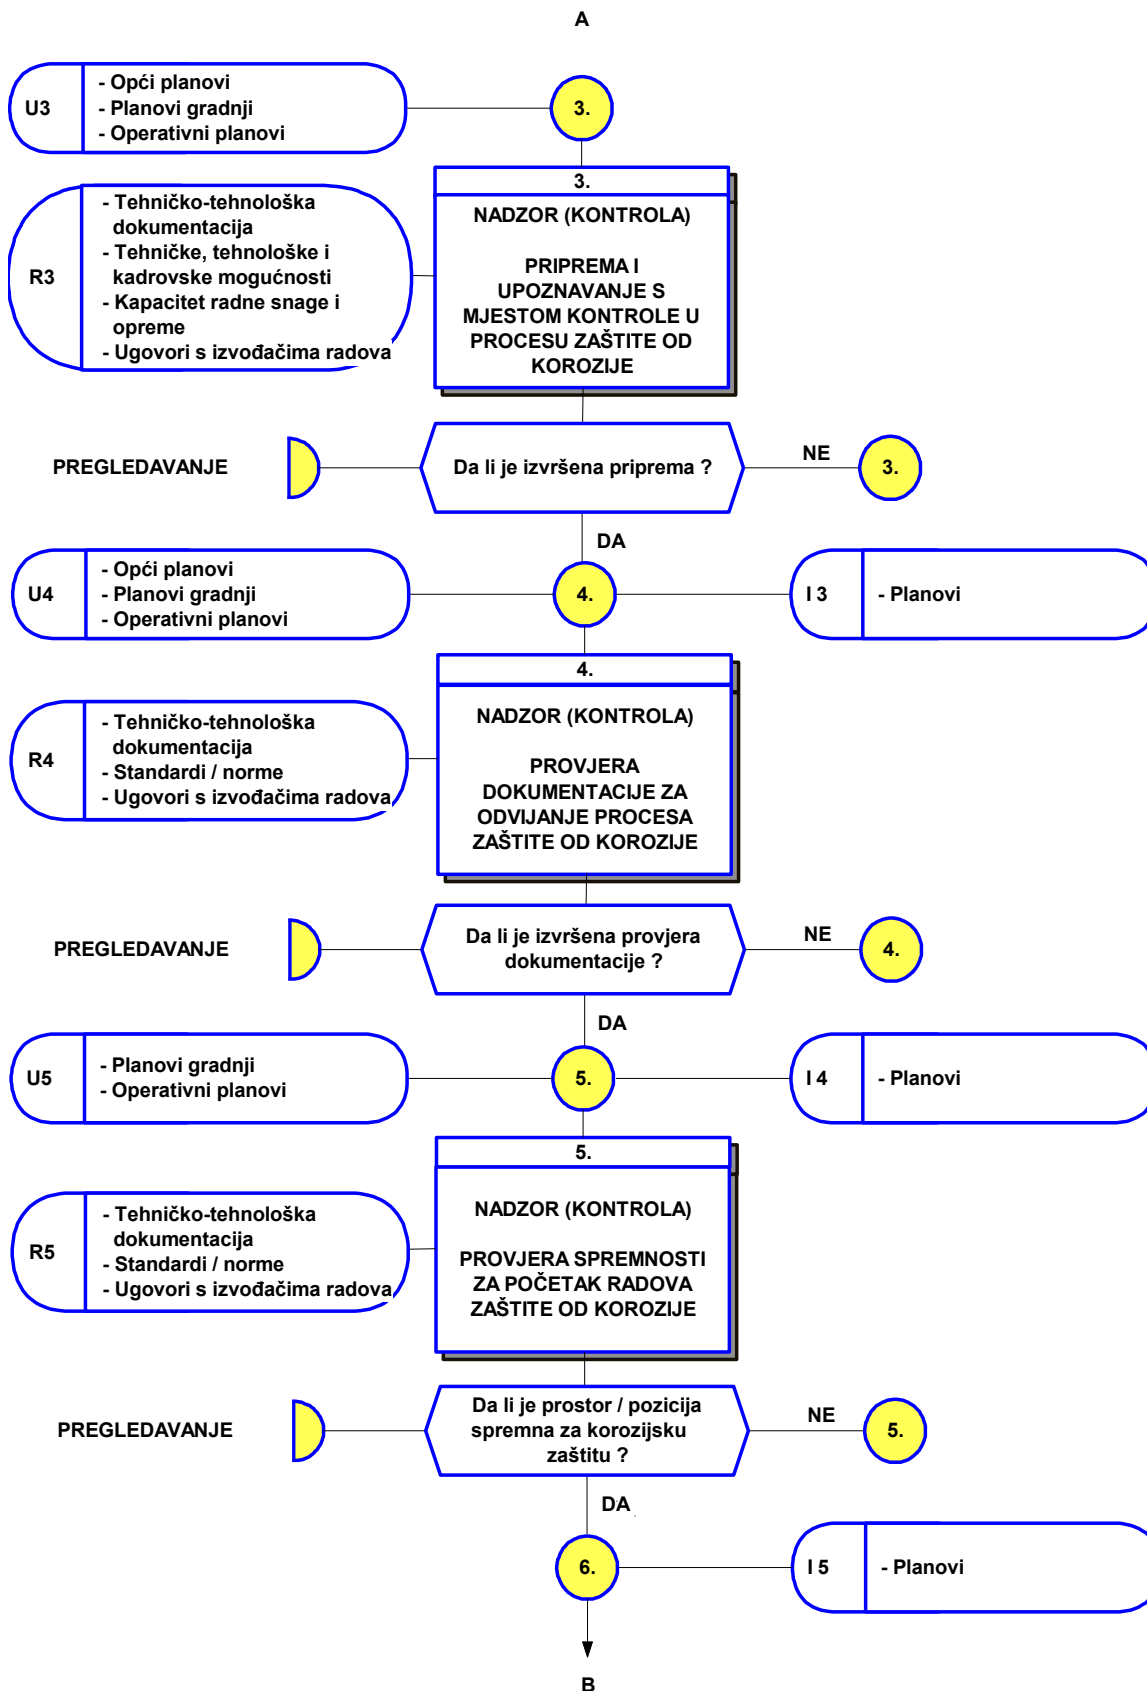 A
U3
- Opći planovi
- Planovi gradnji
- Operativni planovi
3.
3.
NADZOR (KONTROLA)
PRIPREMA I
UPOZNAVANJE S
MJESTOM KONTROLE U
PROCESU ZAŠTITE OD
KOROZIJE
R3
- Tehničko-tehnološka
dokumentacija
- Tehničke, tehnološke i
kadrovske mogućnosti
- Kapacitet radne snage i
opreme
- Ugovori s izvođačima radova
PREGLEDAVANJE
Da li je izvršena priprema ?
NE
3.
DA
U4
- Opći planovi
- Planovi gradnji
- Operativni planovi
4.
I 3
- Planovi
4.
NADZOR (KONTROLA)
PROVJERA
DOKUMENTACIJE ZA
ODVIJANJE PROCESA
ZAŠTITE OD KOROZIJE
R4
- Tehničko-tehnološka
dokumentacija
- Standardi / norme
- Ugovori s izvođačima radova
PREGLEDAVANJE
Da li je izvršena provjera
dokumentacije ?
NE
4.
DA
U5
- Planovi gradnji
- Operativni planovi
5.
I 4
- Planovi
5.
NADZOR (KONTROLA)
PROVJERA SPREMNOSTI
ZA POČETAK RADOVA
ZAŠTITE OD KOROZIJE
R5
- Tehničko-tehnološka
dokumentacija
- Standardi / norme
- Ugovori s izvođačima radova
PREGLEDAVANJE
Da li je prostor / pozicija
spremna za korozijsku
zaštitu ?
NE
5.
DA
6.
I 5
- Planovi
B